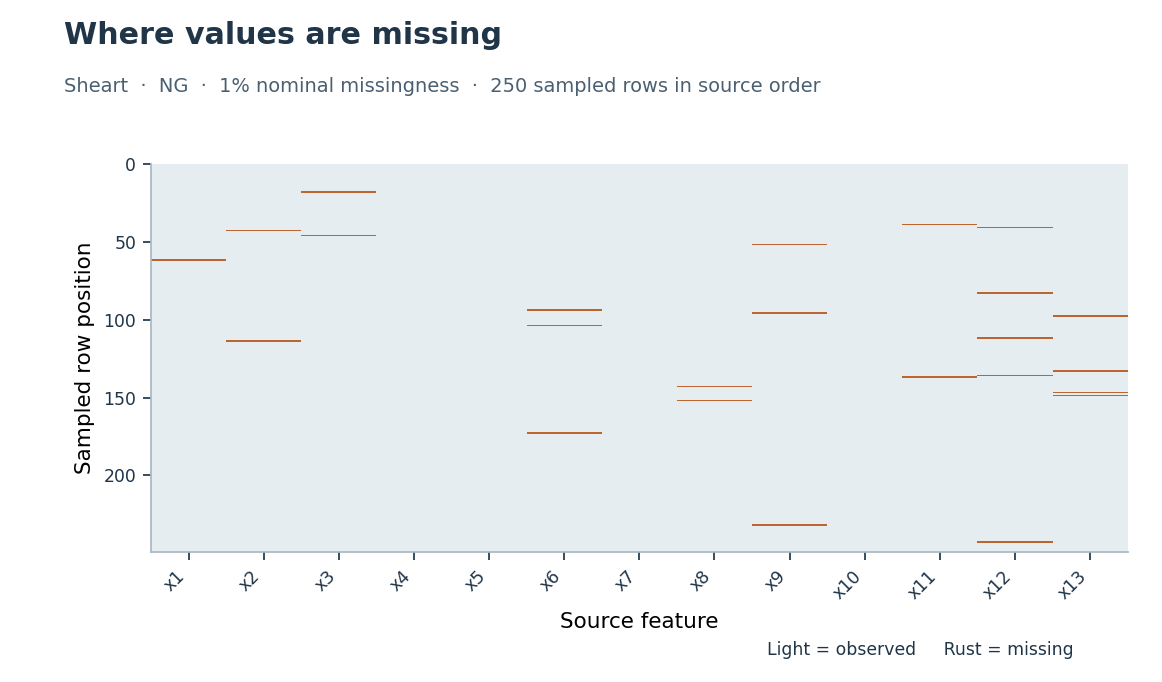 Where values are missing
Sheart · NG · 1% nominal missingness · 250 sampled rows in source order
0
50
100
150
200
Sampled row position
x1 x2 x3 x4 x5 x6 x7 x8 x9 x10 x11 x12 x13
Source feature
Light = observed Rust = missing